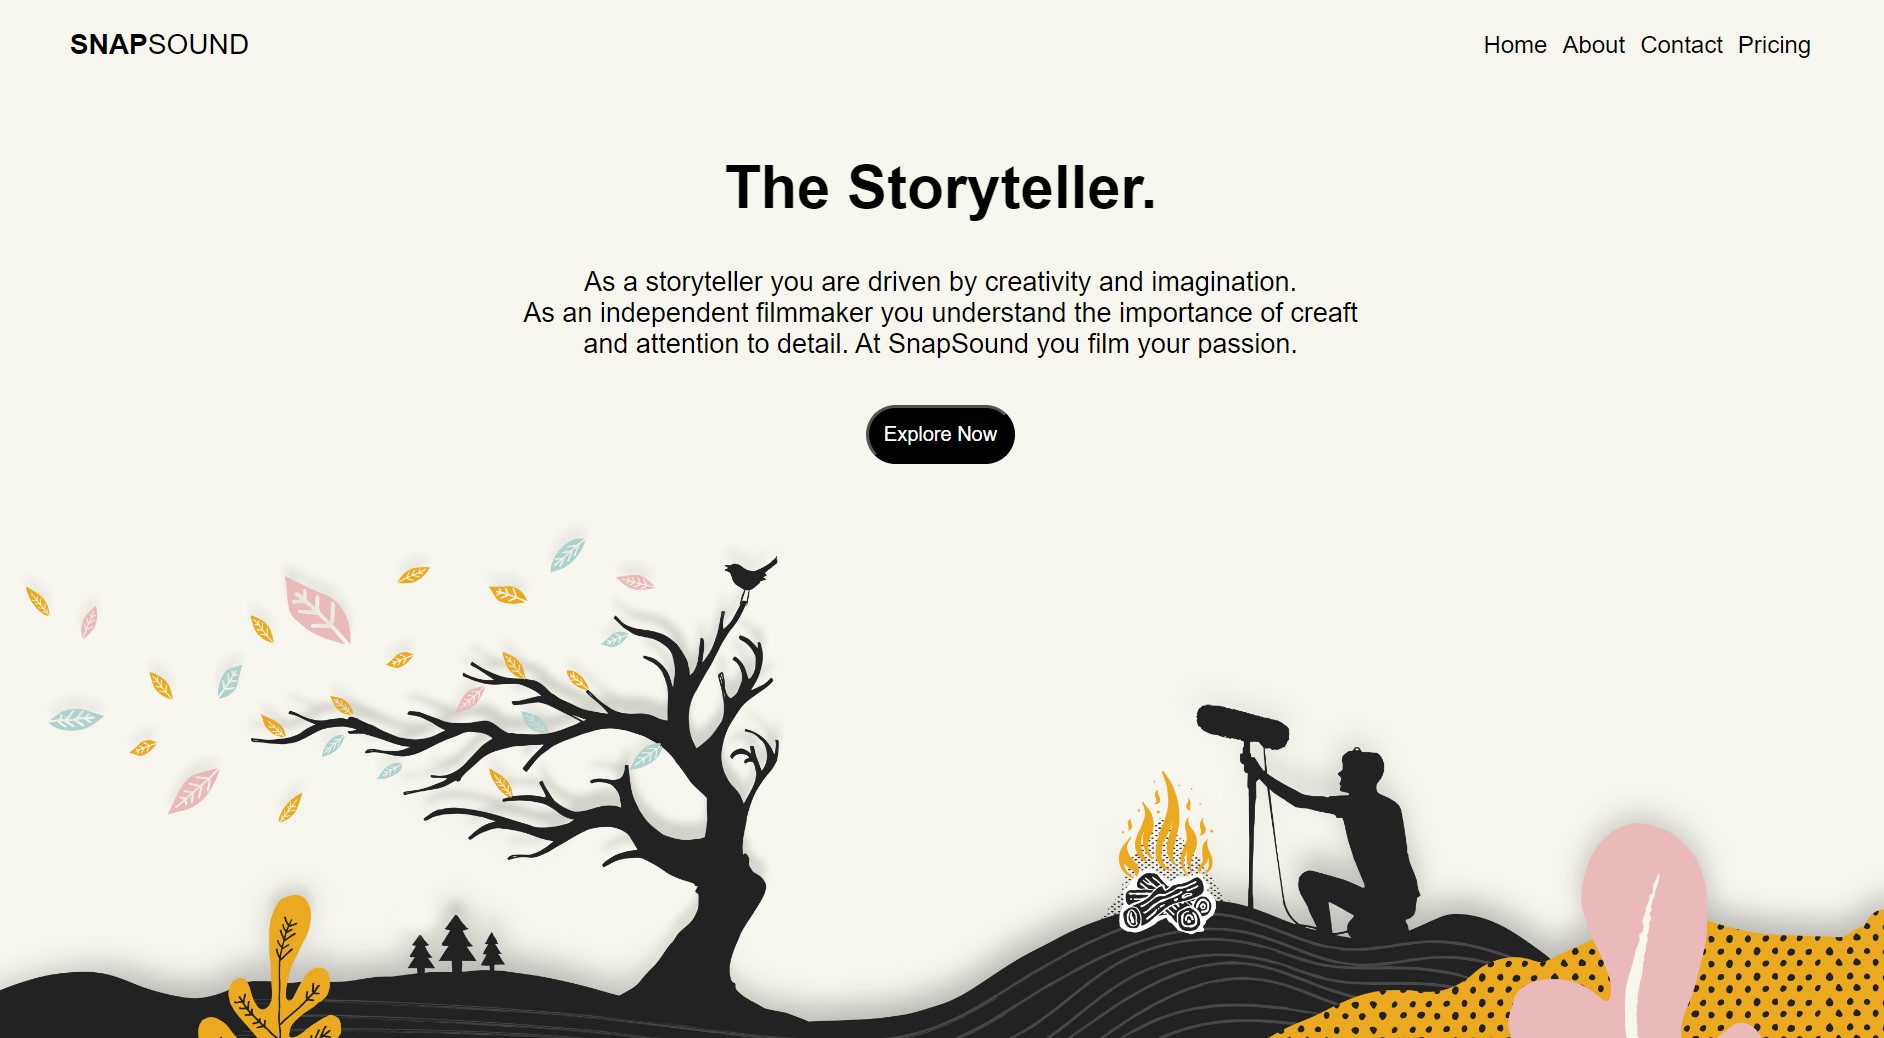 SNAPSOUND
Home About Contact Pricing
The Storyteller.
As a storyteller you are driven by creativity and imagination.
As an independent filmmaker you understand the importance of creaft
and attention to detail. At SnapSound you film your passion.
Explore Now